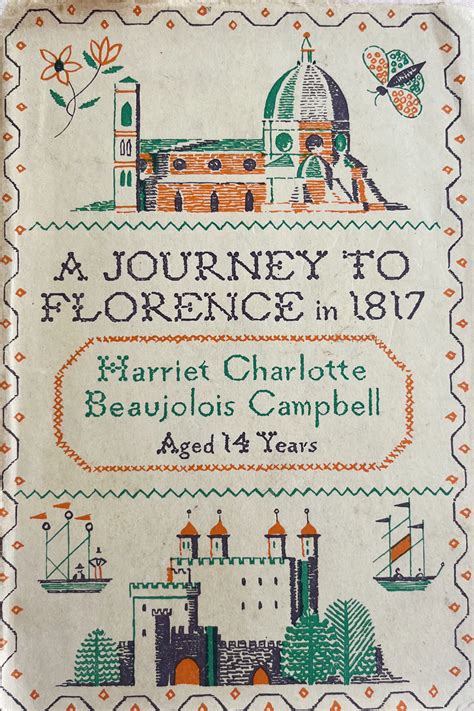 A JOURNEY TO
FLORENCE in 1817
Harriet Charlotte
Beaujolois Campbell
Aged 14 Years